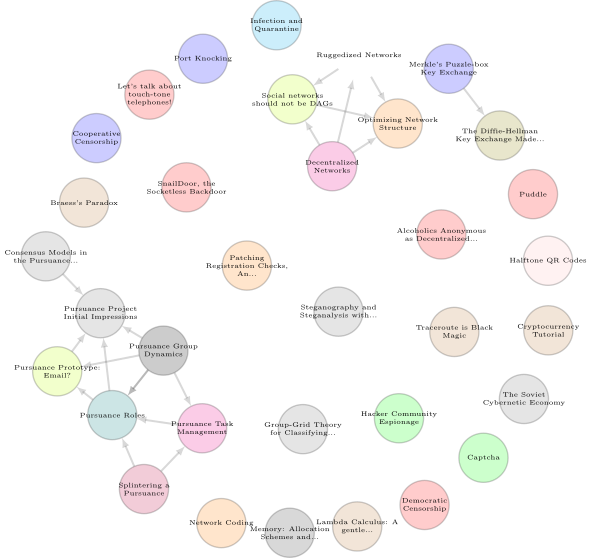 Infection and
Quarantine
Port Knocking
Ruggedized Networks
Merkle's Puzzle-box
Key Exchange
Let's talk about
touch-tone
telephones!
Social networks
should not be DAGs
Optimizing Network
Structure
The Diffie-Hellman
Key Exchange Made...
Cooperative
Censorship
Decentralized
Networks
SnailDoor, the
Socketless Backdoor
Puddle
Braess's Paradox
Alcoholics Anonymous
as Decentralized...
Consensus Models in
the Pursuance...
Patching
Registration Checks,
An...
Halftone QR Codes
Pursuance Project
Initial Impressions
Steganography and
Steganalysis with...
Traceroute is Black
Magic
Cryptocurrency
Tutorial
Pursuance Group
Dynamics
Pursuance Prototype:
Email?
The Soviet
Cybernetic Economy
Pursuance Roles
Pursuance Task
Management
Group-Grid Theory
for Classifying...
Hacker Community
Espionage
Captcha
Splintering a
Pursuance
Democratic
Censorship
Network Coding
Memory: Allocation
Schemes and...
Lambda Calculus: A
gentle...